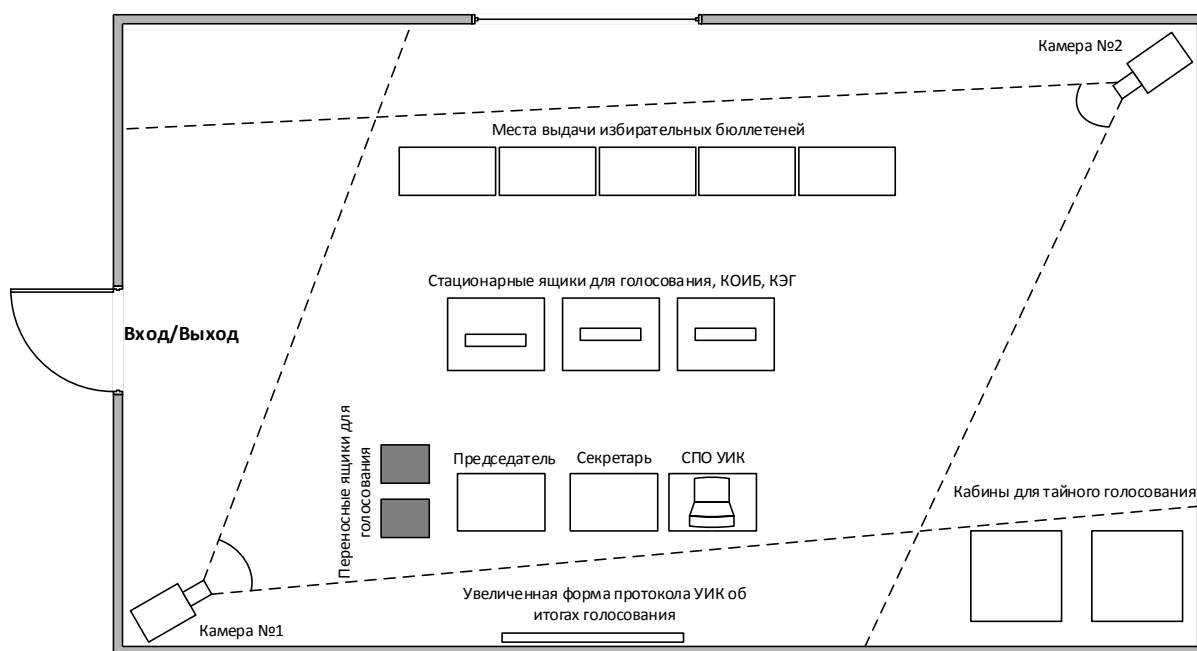 Камера №2
Места выдачи избирательных бюллетеней
Стационарные ящики для голосования, КОИБ, КЭГ
Вход/Выход
Переносные ящики для
голосования
Председатель
Секретарь
СПО УИК
Кабины для тайного голосования
Увеличенная форма протокола УИК об
итогах голосования
Камера №1